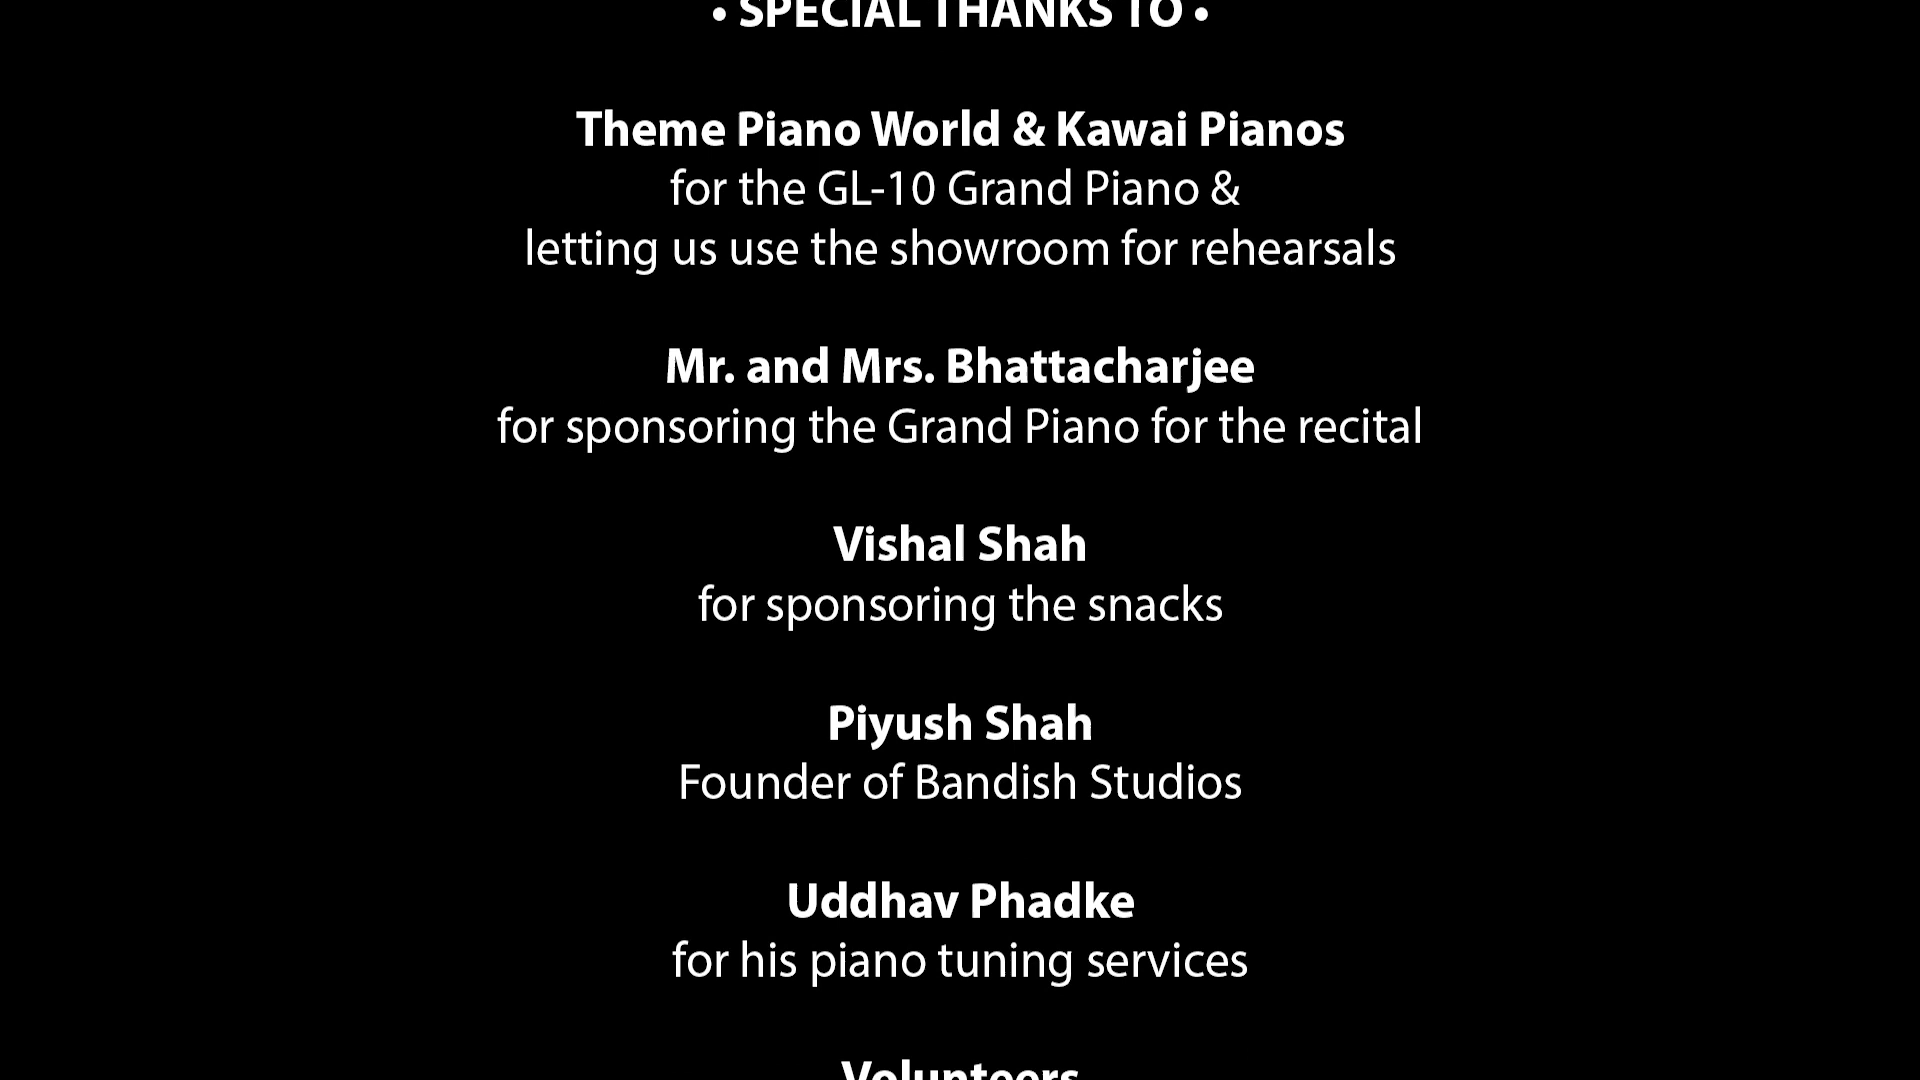 • SPECIAL THANKS TO •
Theme Piano World & Kawai Pianos
for the GL-10 Grand Piano &
letting us use the showroom for rehearsals
Mr. and Mrs. Bhattacharjee
for sponsoring the Grand Piano for the recital
Vishal Shah
for sponsoring the snacks
Piyush Shah
Founder of Bandish Studios
Uddhav Phadke
for his piano tuning services
Volunteers